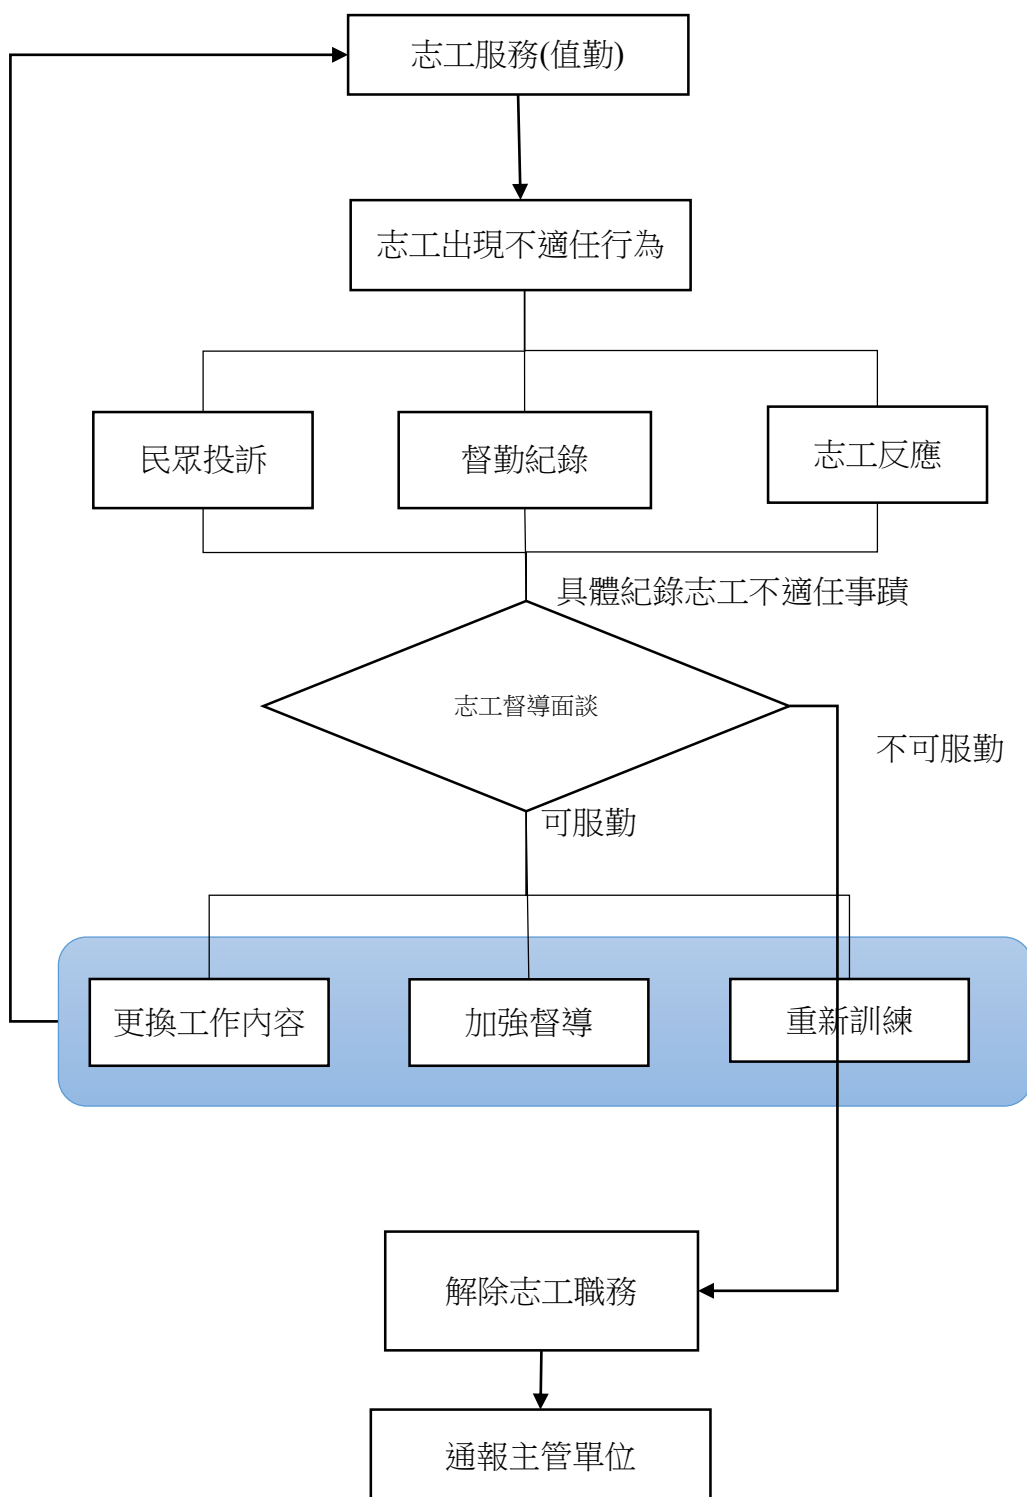 志工服務(值勤)
志工出現不適任行為
民眾投訴
督勤紀錄
志工反應
具體紀錄志工不適任事蹟
志工督導面談
不可服勤
可服勤
更換工作內容
加強督導
重新訓練
解除志工職務
通報主管單位